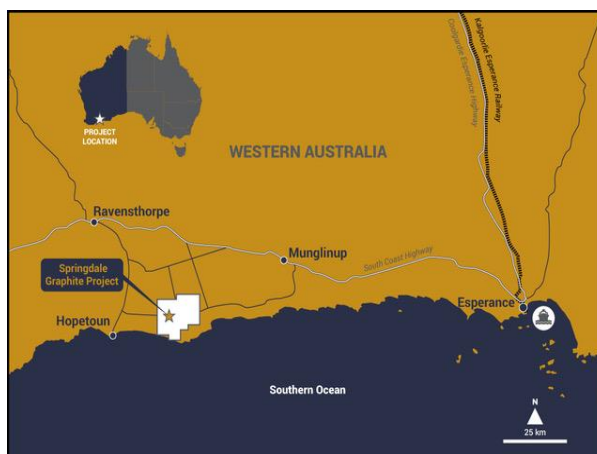 PROJECT
LOCATION
WESTERN AUSTRALIA
Coolgardie Esperance Highway
Kalgoorlie Esperance Railway
Ravensthorpe
Munglinup
South Coast Highway
Springdale
Graphite Project
Esperance
Hopetoun
Southern Ocean
N
25 km